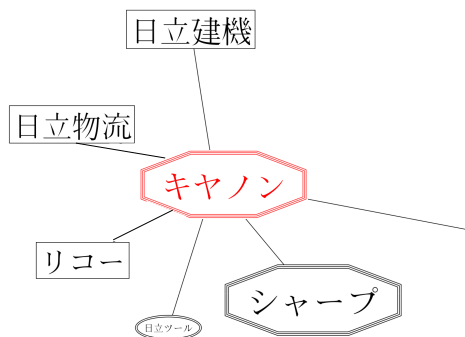 日立建機
日立物流
キヤノン
リコー
シャープ
日立ツール